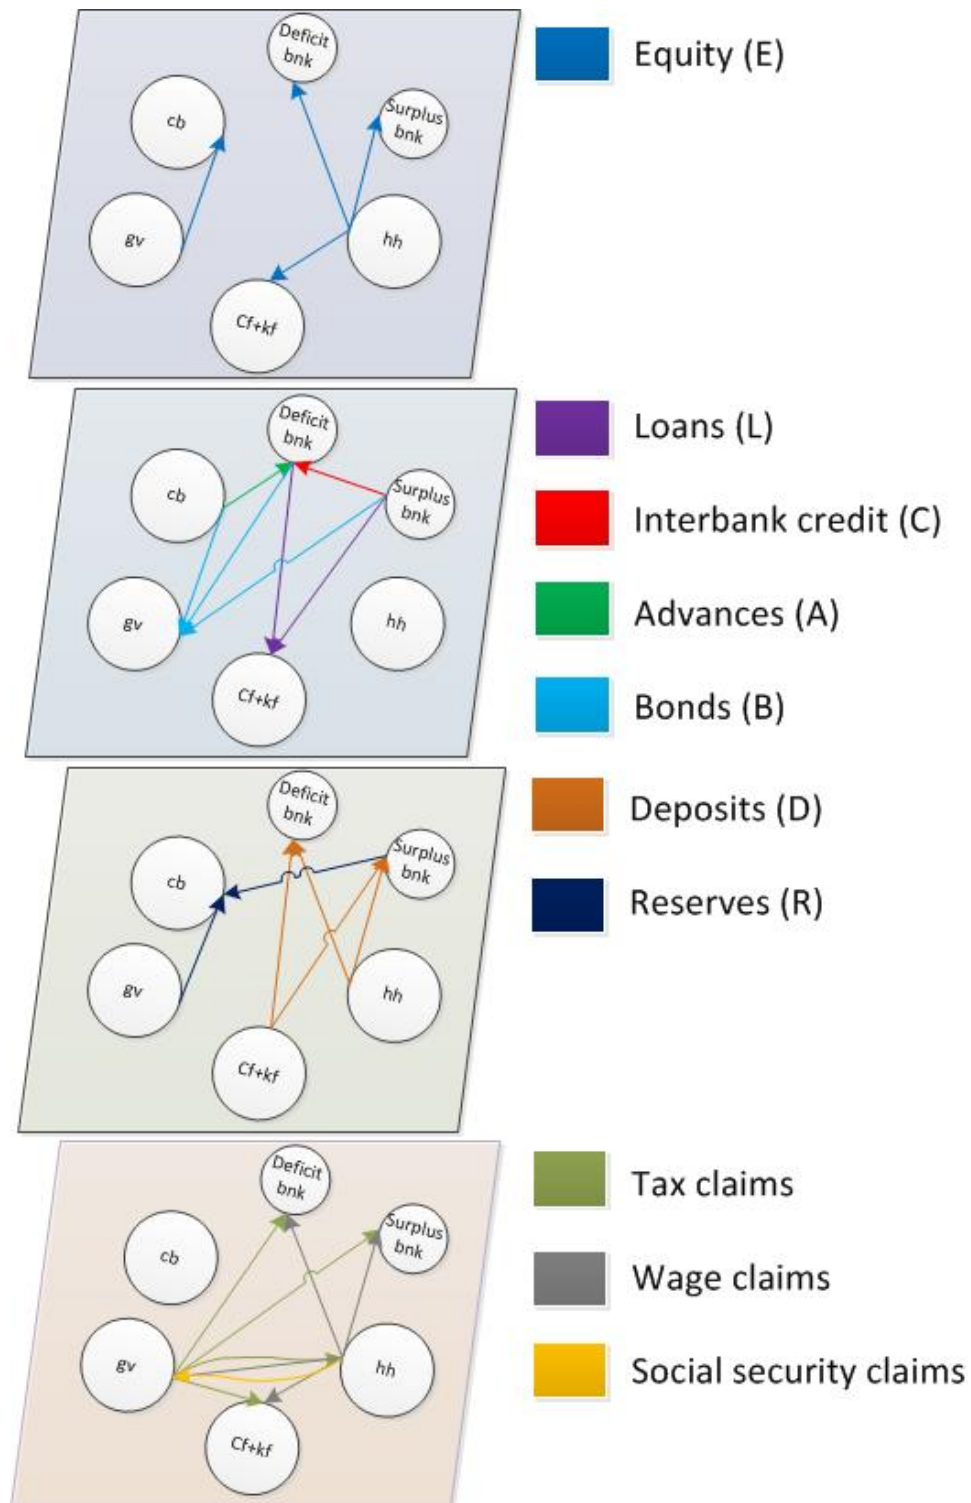 Deficit
bnk
Equity (E)
Surplus
bnk
cb
gv
hh
Cf+kf
Deficit
bnk
Loans (L)
Surplus
bnk
cb
Interbank credit (C)
Advances (A)
gv
hh
Bonds (B)
Cf+kf
Deficit
bnk
Deposits (D)
Surplus
bnk
cb
Reserves (R)
gv
hh
Cf+kf
Deficit
bnk
Tax claims
Surplus
bnk
cb
Wage claims
gv
hh
Social security claims
Cf+kf